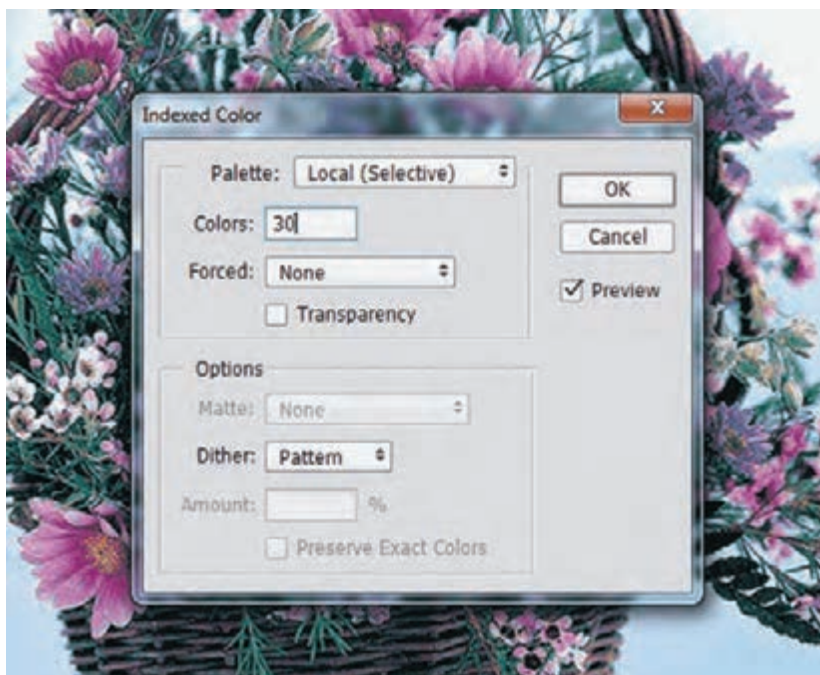 Indexed Color
Palette: Local (Selective)
Colors: 30
Forced: None
Transparency
OK
Cancel
Preview
Options
Matte: None
Dither: Pattern
Amount: %
Preserve Exact Colors